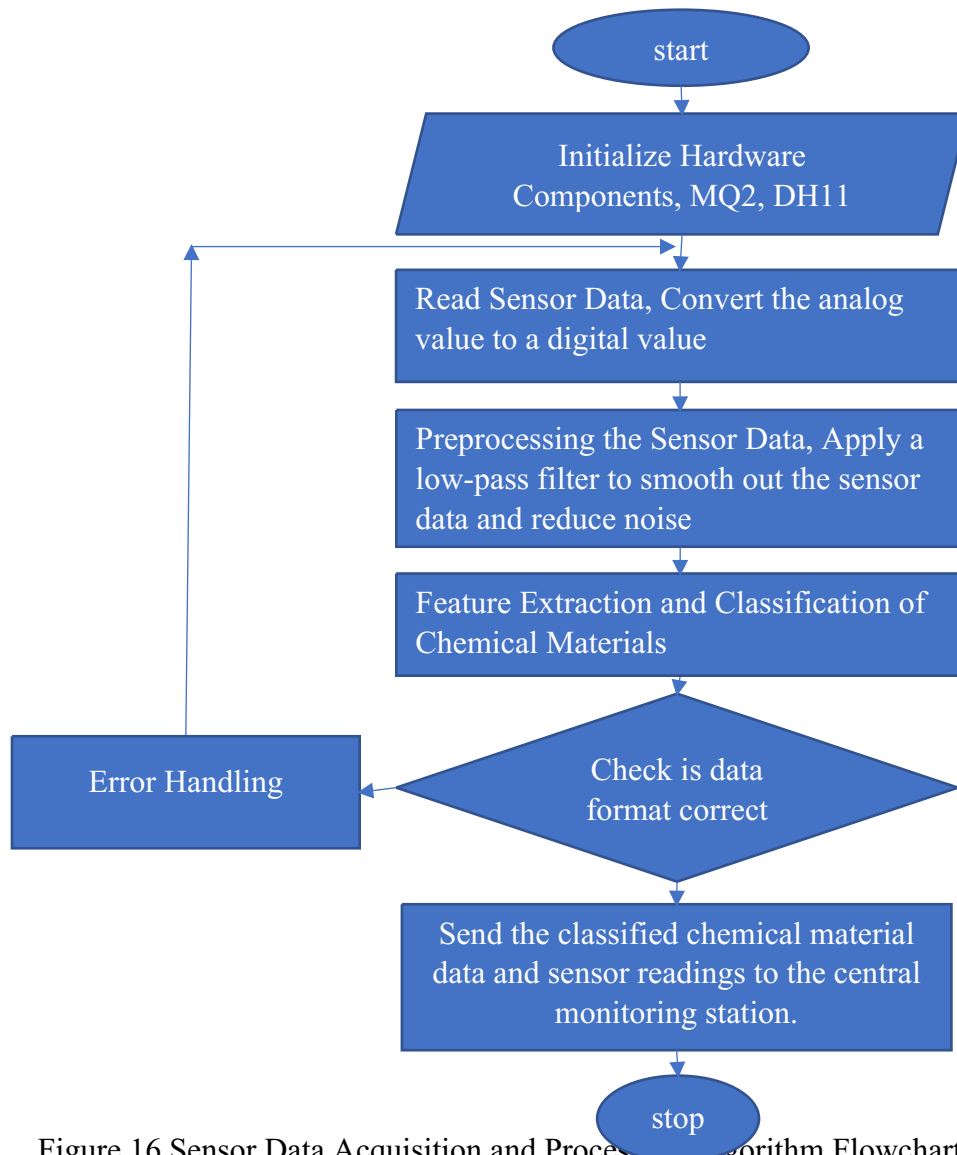 start
Initialize Hardware
Components, MQ2, DH11
Read Sensor Data, Convert the analog
value to a digital value
Preprocessing the Sensor Data, Apply a
low-pass filter to smooth out the sensor
data and reduce noise
Feature Extraction and Classification of
Chemical Materials
Error Handling
Check is data
format correct
Send the classified chemical material
data and sensor readings to the central
monitoring station.
stop
Figure 16 Sensor Data Acquisition and Flowchart